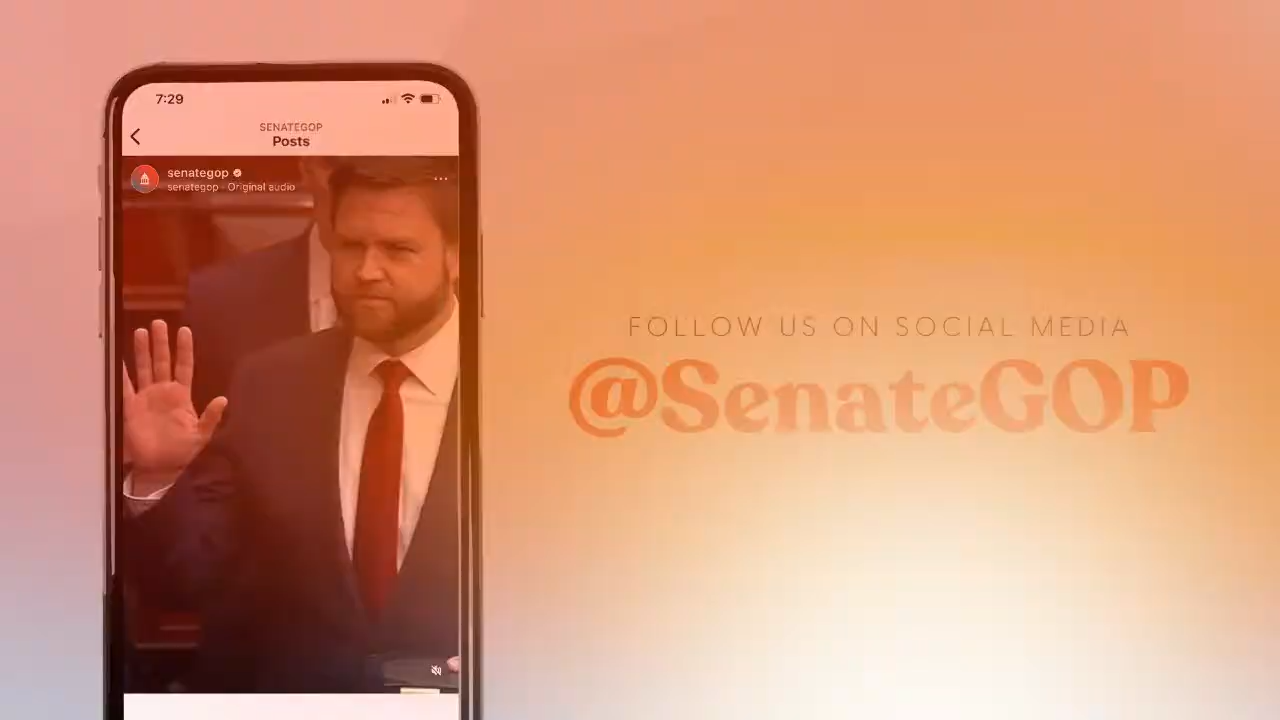 7:29
SENATEGOP
Posts
senategop
senategop · Original audio
FOLLOW US ON SOCIAL MEDIA
@SenateGOP